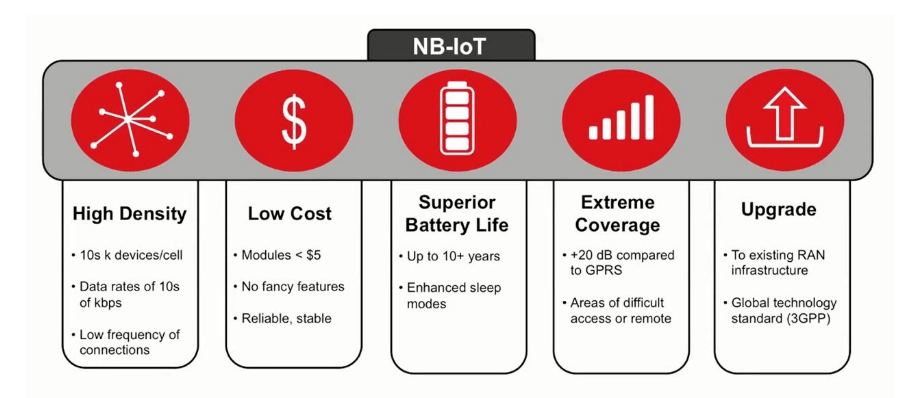 NB-IoT
$
High Density
• 10s k devices/cell
• Data rates of 10s
of kbps
• Low frequency of
connections
Low Cost
• Modules < $5
• No fancy features
• Reliable, stable
Superior
Battery Life
• Up to 10+ years
• Enhanced sleep
modes
Extreme
Coverage
• +20 dB compared
to GPRS
• Areas of difficult
access or remote
Upgrade
• To existing RAN
infrastructure
• Global technology
standard (3GPP)